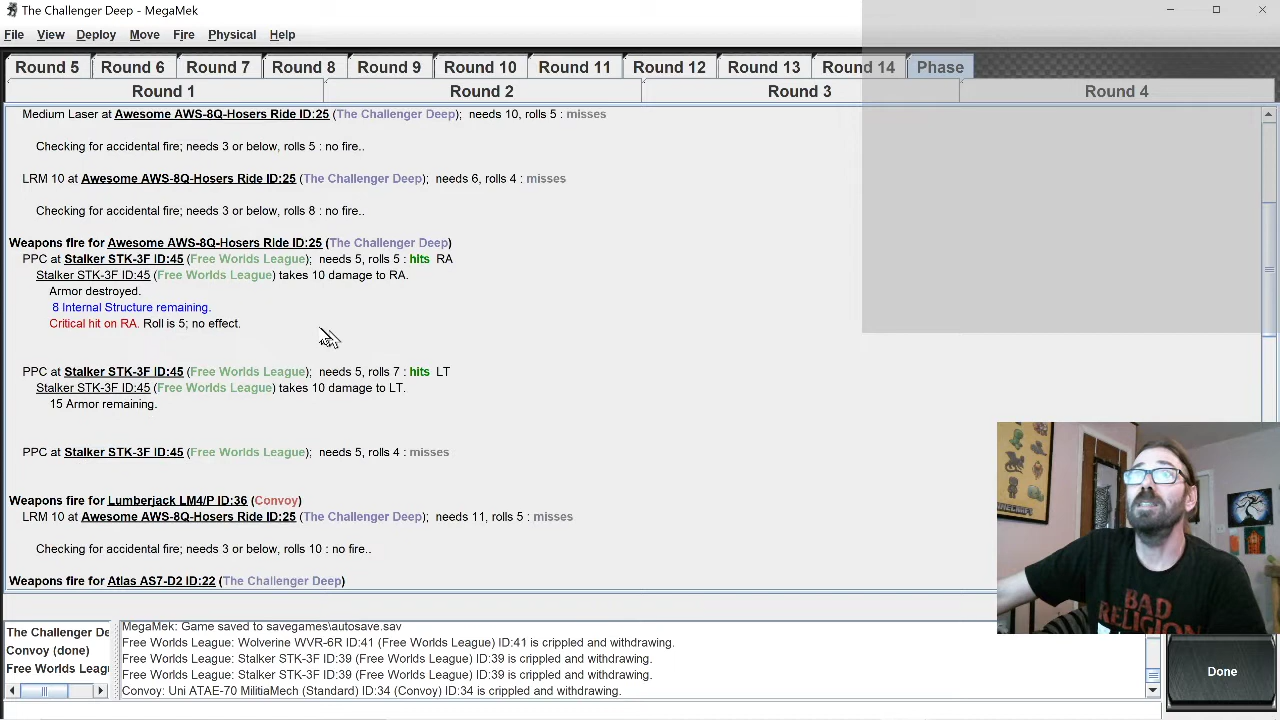 The Challenger Deep - MegaMek
File View Deploy Move Fire Physical Help
Round 5 Round 6 Round 7 Round 8 Round 9 Round 10 Round 11 Round 12 Round 13 Round 14 Phase
Round 1 Round 2 Round 3 Round 4
Medium Laser at Awesome AWS-8Q-Hosers Ride ID:25 (The Challenger Deep); needs 10, rolls 5 : misses
Checking for accidental fire; needs 3 or below, rolls 5 : no fire..
LRM 10 at Awesome AWS-8Q-Hosers Ride ID:25 (The Challenger Deep); needs 6, rolls 4 : misses
Checking for accidental fire; needs 3 or below, rolls 8 : no fire..
Weapons fire for Awesome AWS-8Q-Hosers Ride ID:25 (The Challenger Deep)
PPC at Stalker STK-3F ID:45 (Free Worlds League); needs 5, rolls 5 : hits RA
Stalker STK-3F ID:45 (Free Worlds League) takes 10 damage to RA.
Armor destroyed.
8 Internal Structure remaining.
Critical hit on RA. Roll is 5; no effect.
PPC at Stalker STK-3F ID:45 (Free Worlds League); needs 5, rolls 7 : hits LT
Stalker STK-3F ID:45 (Free Worlds League) takes 10 damage to LT.
15 Armor remaining.
PPC at Stalker STK-3F ID:45 (Free Worlds League); needs 5, rolls 4 : misses
Weapons fire for Lumberjack LM4/P ID:36 (Convoy)
LRM 10 at Awesome AWS-8Q-Hosers Ride ID:25 (The Challenger Deep); needs 11, rolls 5 : misses
Checking for accidental fire; needs 3 or below, rolls 10 : no fire..
Weapons fire for Atlas AS7-D2 ID:22 (The Challenger Deep)
The Challenger De
Convoy (done)
Free Worlds Leagu
MegaMek: Game saved to savegames\autosave.sav
Free Worlds League: Wolverine WVR-6R ID:41 (Free Worlds League) ID:41 is crippled and withdrawing.
Free Worlds League: Stalker STK-3F ID:39 (Free Worlds League) ID:39 is crippled and withdrawing.
Free Worlds League: Stalker STK-3F ID:39 (Free Worlds League) ID:39 is crippled and withdrawing.
Convoy: Uni ATAE-70 MilitiaMech (Standard) ID:34 (Convoy) ID:34 is crippled and withdrawing.
BAD
RELIGION
Done